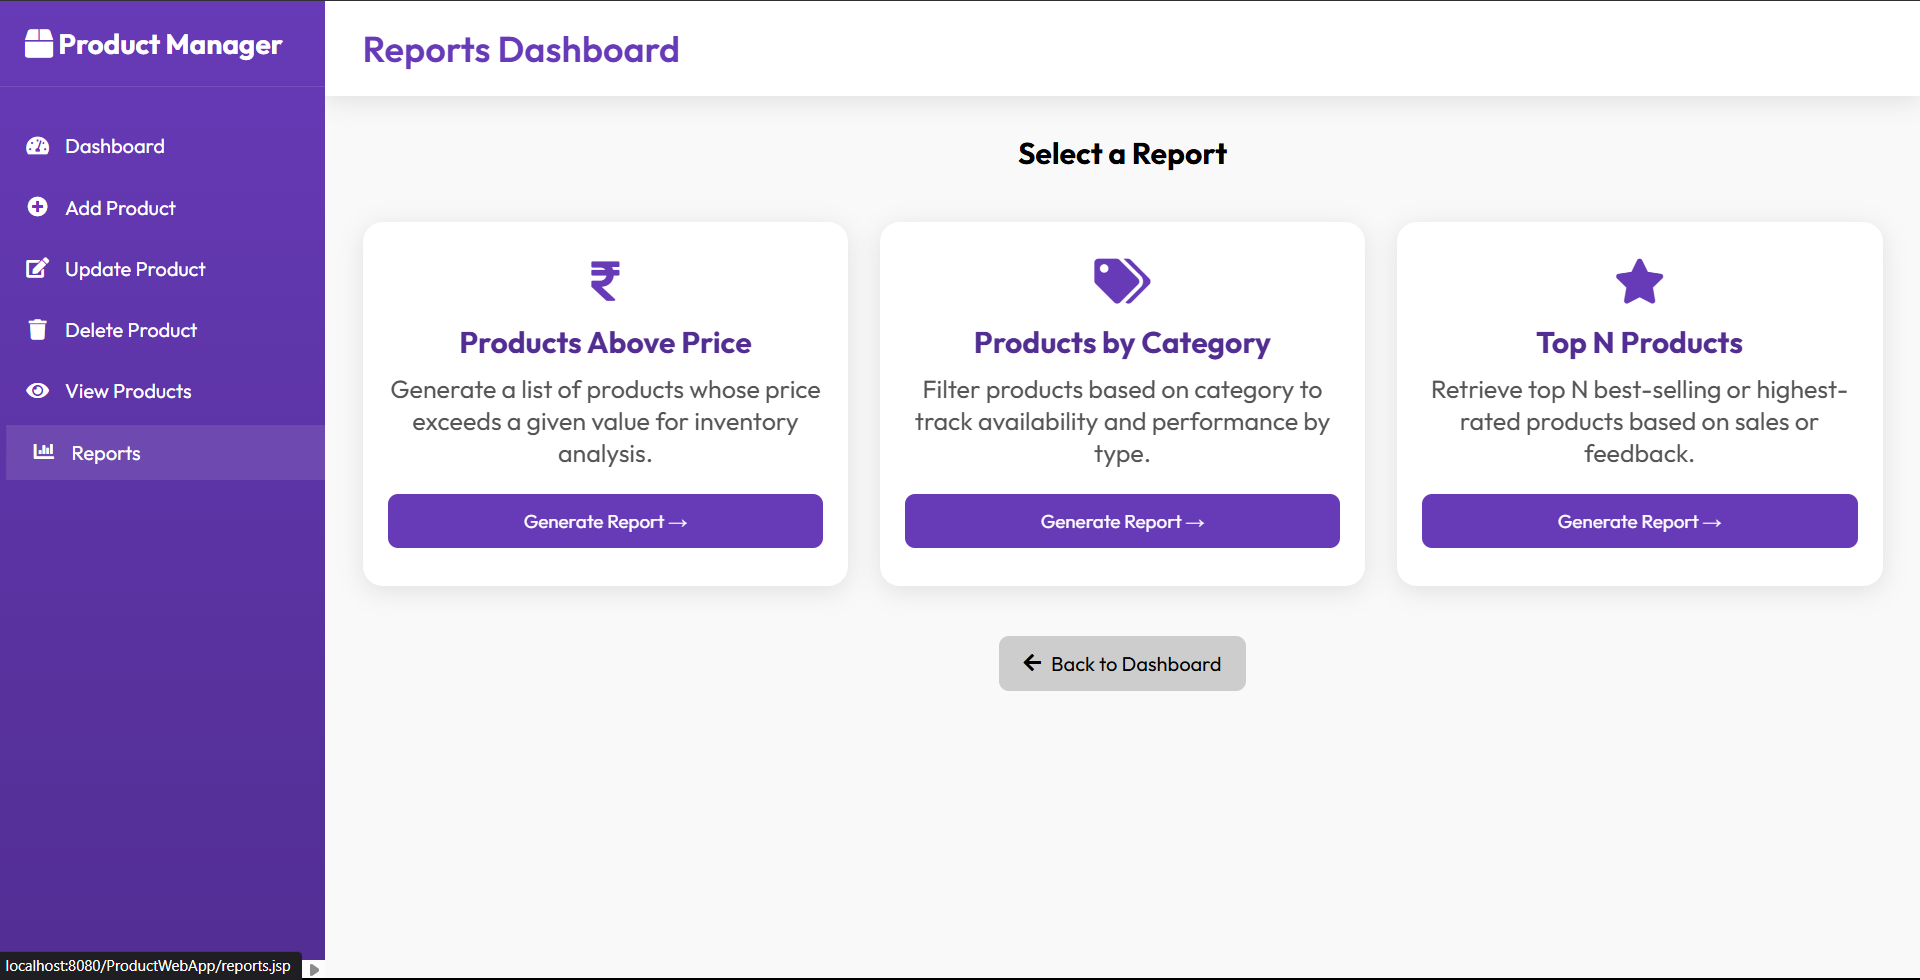 Product Manager
Dashboard
Add Product
Update Product
Delete Product
View Products
Reports
Reports Dashboard
Select a Report
Products Above Price
Generate a list of products whose price
exceeds a given value for inventory
analysis.
Generate Report →
Products by Category
Filter products based on category to
track availability and performance by
type.
Generate Report →
Top N Products
Retrieve top N best-selling or highest-
rated products based on sales or
feedback.
Generate Report →
Back to Dashboard
localhost:8080/ProductWebApp/reports.jsp